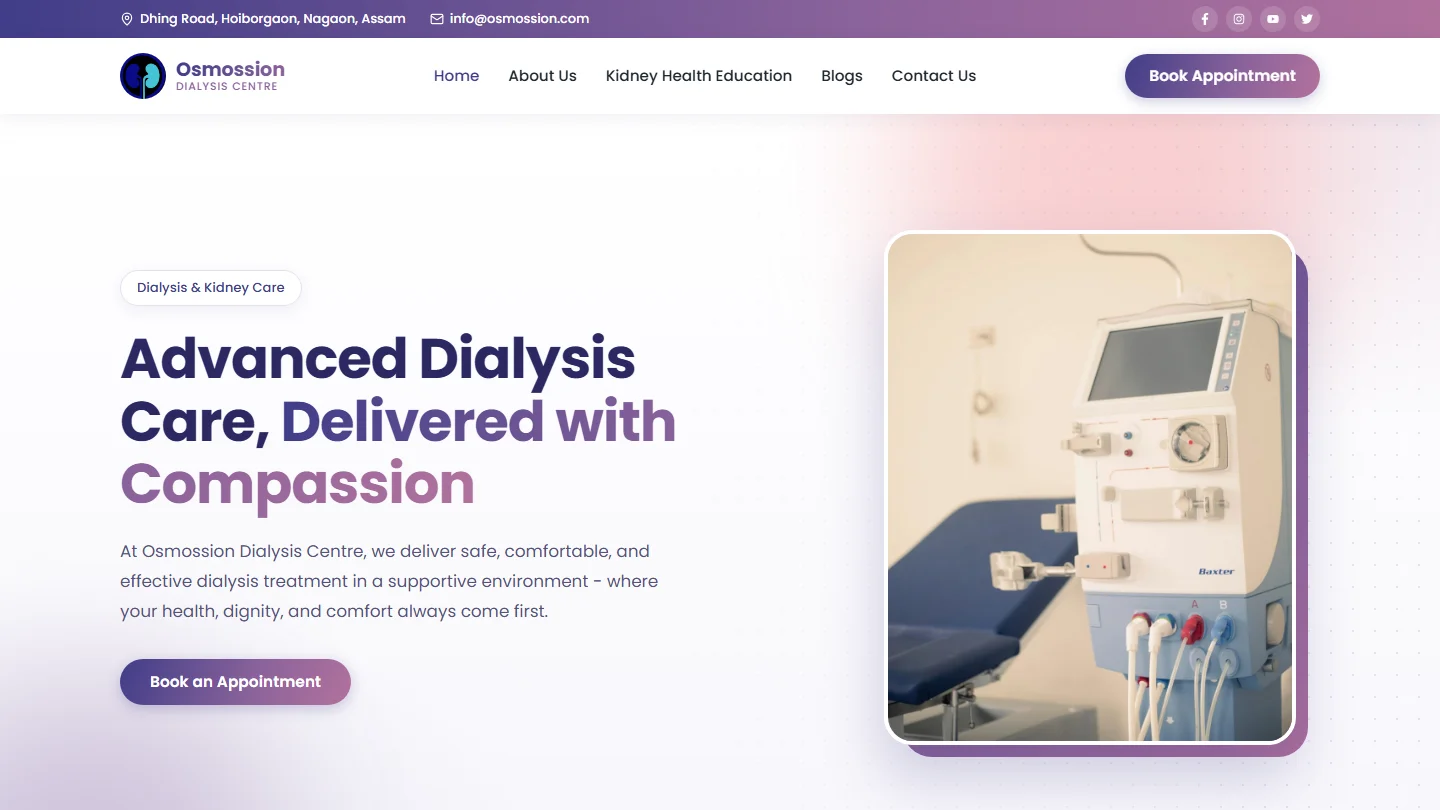 Dhing Road, Hoiborgaon, Nagaon, Assam
info@osmossion.com
Osmossion
DIALYSIS CENTRE
Home
About Us
Kidney Health Education
Blogs
Contact Us
Book Appointment
Dialysis & Kidney Care
Advanced Dialysis
Care, Delivered with
Compassion
At Osmossion Dialysis Centre, we deliver safe, comfortable, and
effective dialysis treatment in a supportive environment - where
your health, dignity, and comfort always come first.
Book an Appointment
Baxter
A B